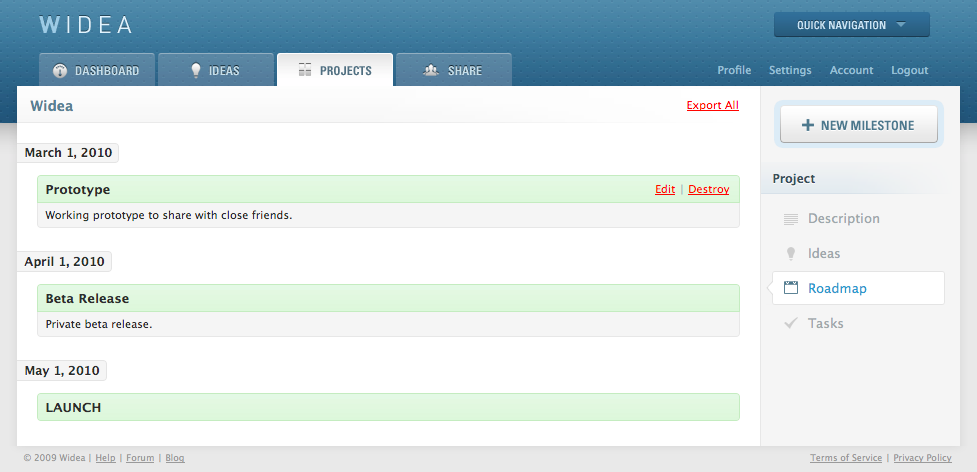 WIDEA
QUICK NAVIGATION
DASHBOARD
IDEAS
PROJECTS
SHARE
Profile Settings Account Logout
Widea
Export All
NEW MILESTONE
March 1, 2010
Prototype
Edit | Destroy
Working prototype to share with close friends.
April 1, 2010
Beta Release
Private beta release.
May 1, 2010
LAUNCH
Project
Description
Ideas
Roadmap
Tasks
© 2009 Widea | Help | Forum | Blog
Terms of Service | Privacy Policy